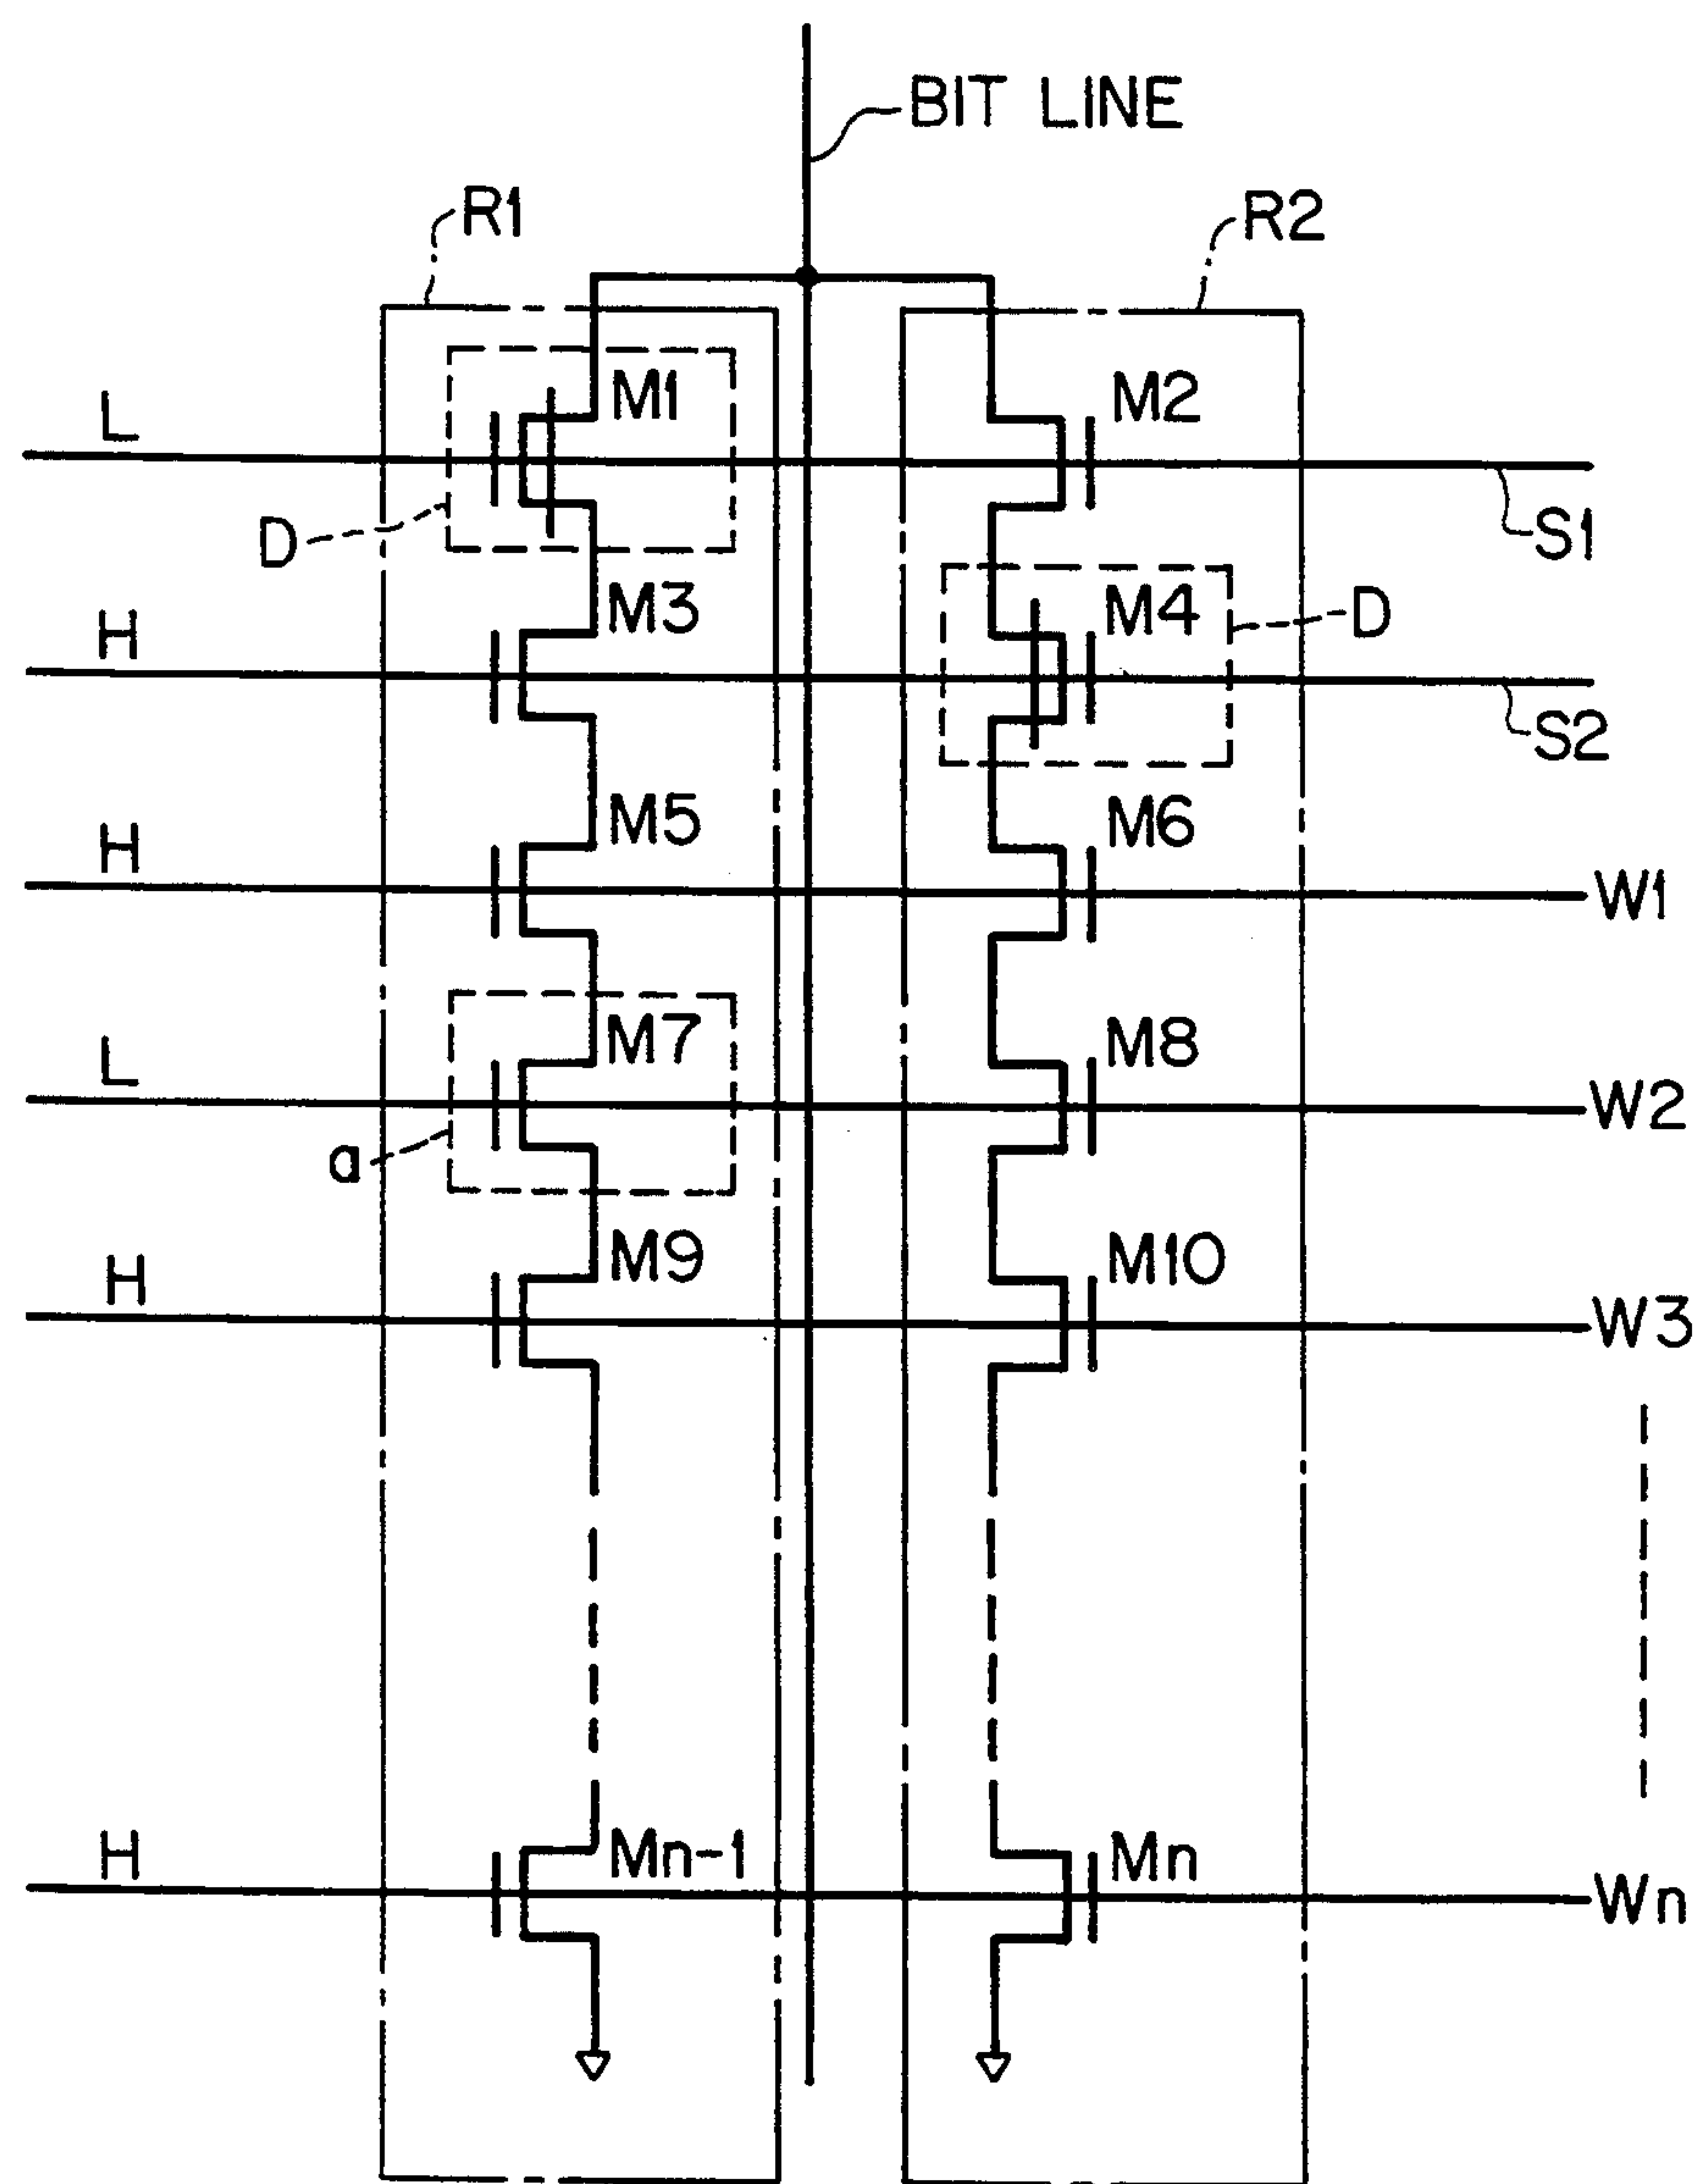 BIT LINE
R1
R2
L
M1
M2
D
S1
H
M3
M4
D
S2
H
M5
M6
W1
L
M7
M8
W2
a
H
M9
M10
W3
H
Mn-1
Mn
Wn